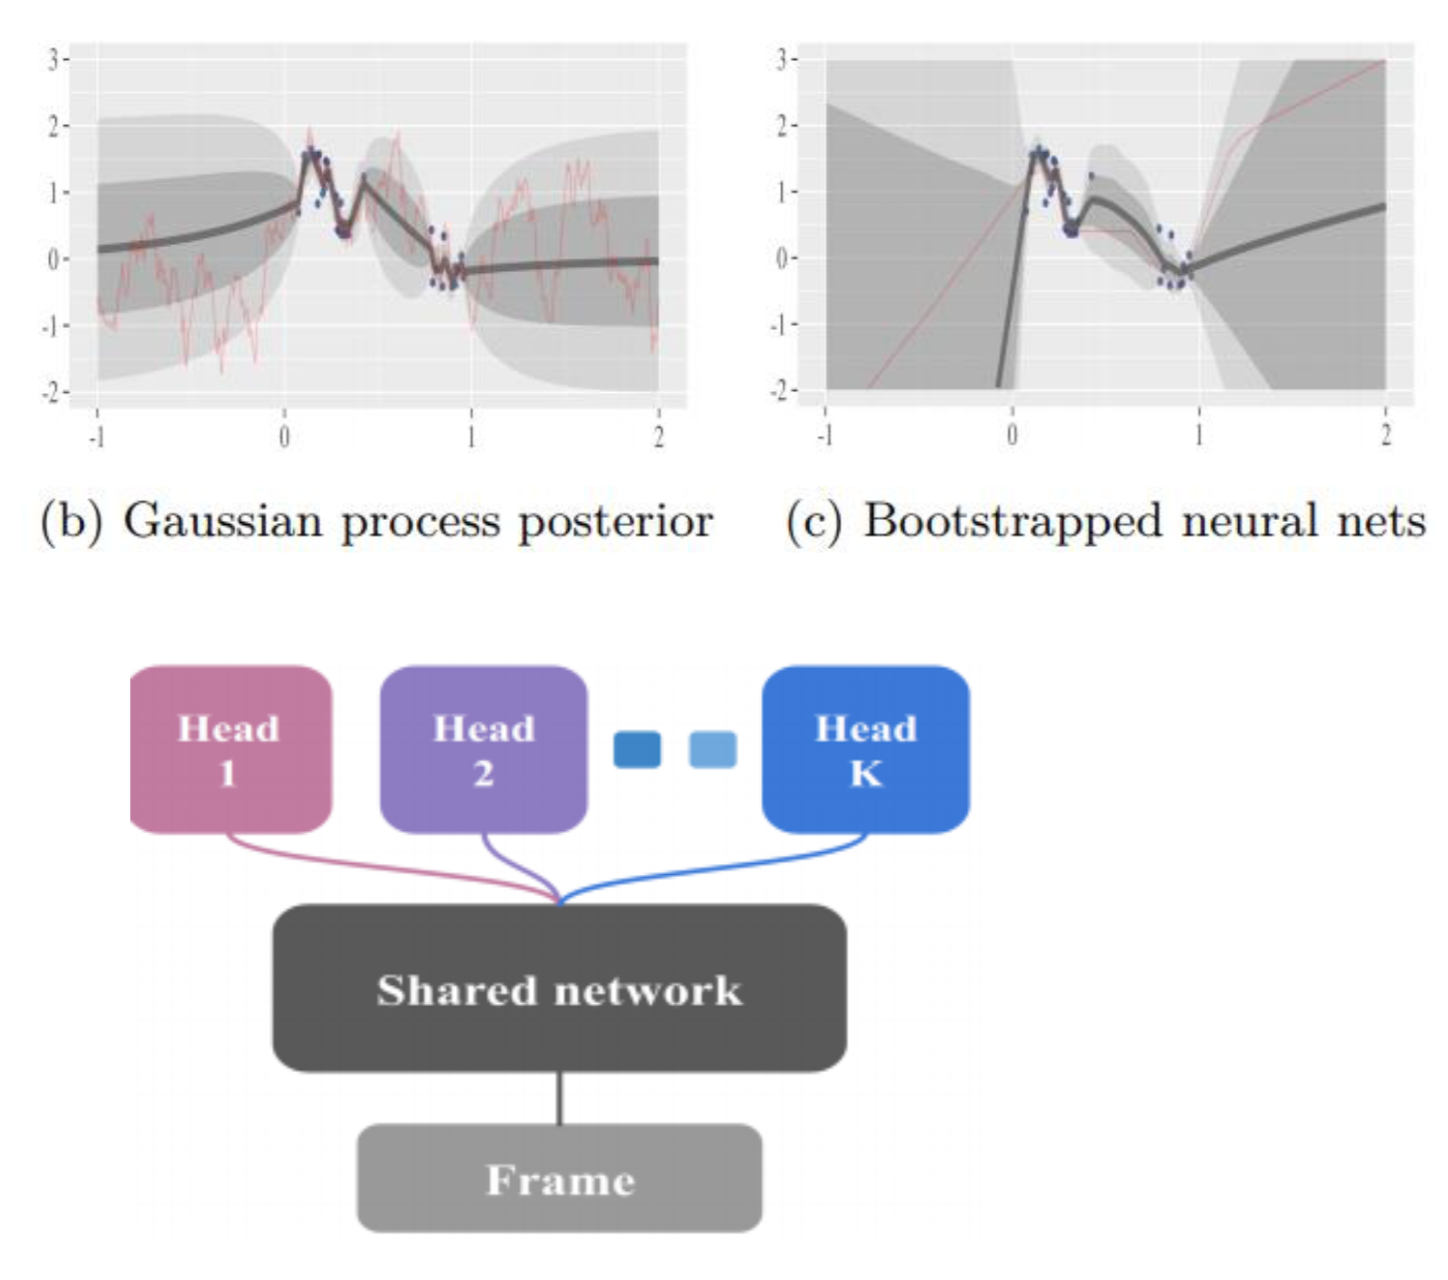 3
2
1
0
-1
-2
-1 0 1 2
3
2
1
0
-1
-2
-1 0 1 2
(b) Gaussian process posterior
(c) Bootstrapped neural nets
Head
1
Head
2
Head
K
Shared network
Frame